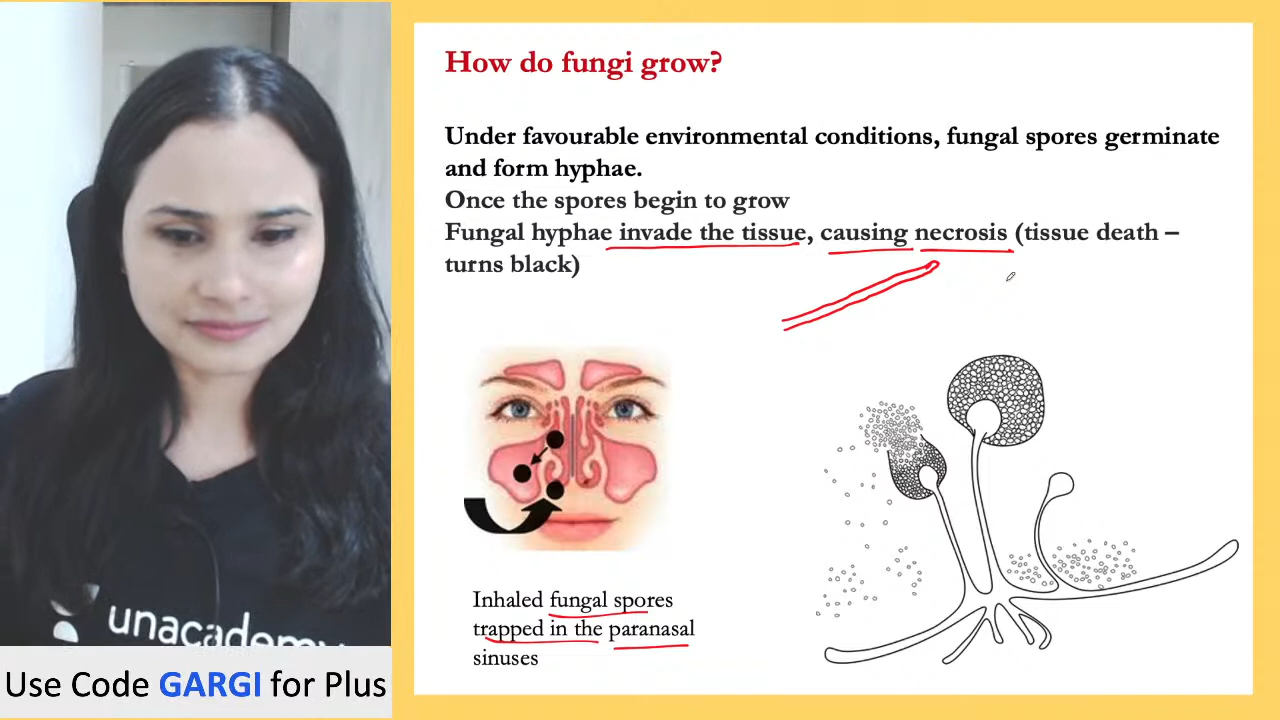 How do fungi grow?
Under favourable environmental conditions, fungal spores germinate
and form hyphae.
Once the spores begin to grow
Fungal hyphae invade the tissue, causing necrosis (tissue death –
turns black)
Inhaled fungal spores
trapped in the paranasal
sinuses
unacademy
Use Code GARGI for Plus